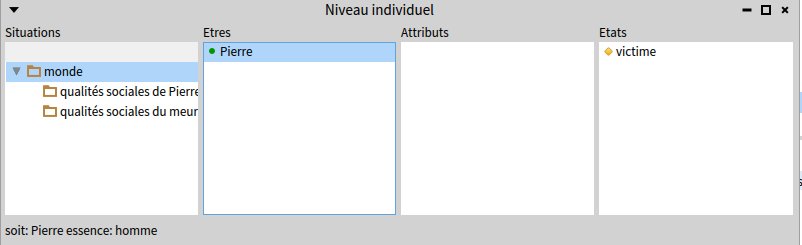 Niveau individuel
Situations
Etres
Attributs
Etats
Pierre
victime
monde
qualités sociales de Pierre
qualités sociales du meur
soit: Pierre essence: homme